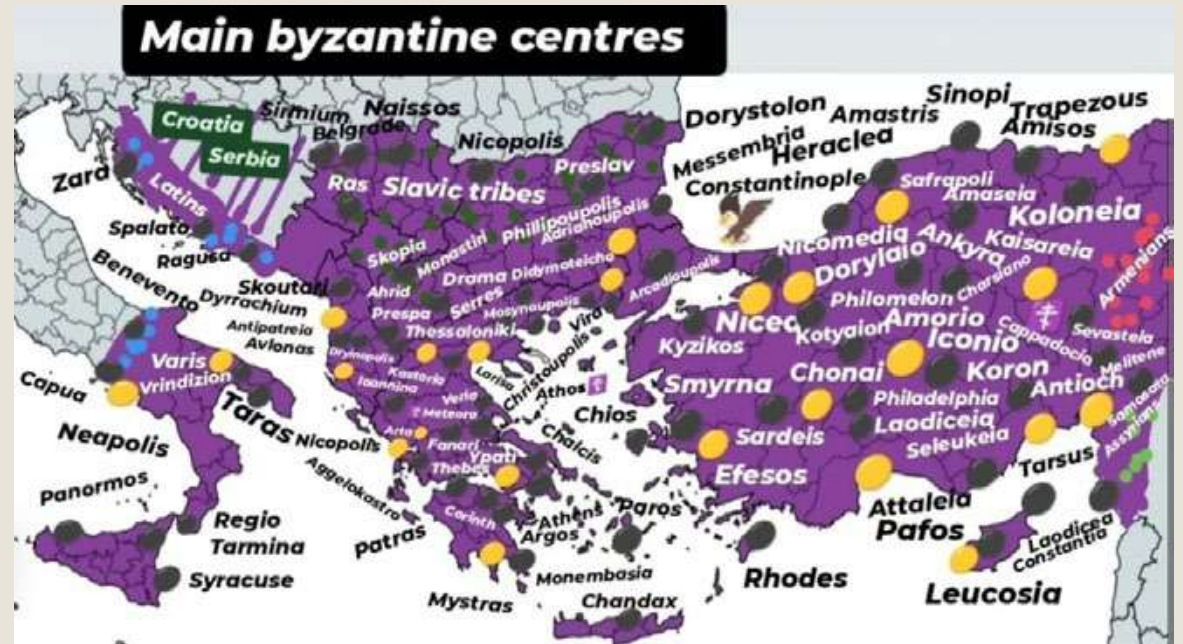 Main byzantine centres
Croatia
Serbia
Sirmium
Belgrade
Naissos
Nicopolis
Dorystolon
Amastris
Sinopi
Trapezous
Amisos
Messembria
Heraclea
Constantinople
Zara
Latins
Ras
Slavic tribes
Preslav
Safrapoli
Amaseia
Koloneia
Spalato
Ragusa
Skopia
Monastiri
Phillipoupolis
Adrianoupolis
Nicomedia
Ankyra
Kaisareia
Armenians
Benevento
Skoutari
Dyrrachium
Ahrid
Drama
Didymoteicho
Arcadioupolis
Dorylaio
Charsiano
Antipatreia
Prespa
Serres
Mosynoupolis
Philomelon
Avlonas
Thessaloniki
Vira
Nicea
Kotyaion
Amorio
Cappadocia
Sevasteia
Varis
Vrindizion
Drymopolis
Kastoria
Larisa
Christoupolis
Kyzikos
Iconio
Melitene
Capua
Ioannina
Veria
Athos
Smyrna
Chonai
Koron
Antioch
Samosata
Taras
Meteora
Chios
Philadelphia
Neapolis
Nicopolis
Arta
Fanari
Chalcis
Sardeis
Laodiceia
Seleukeia
Assyrians
Aggelokastro
Ypati
Thebes
Efesos
Tarsus
Panormos
Corinth
Athens
Paros
Attaleia
Regio
Patras
Argos
Pafos
Laodicea
Tarmina
Constantia
Syracuse
Monembasia
Rhodes
Leucosia
Mystras
Chandax